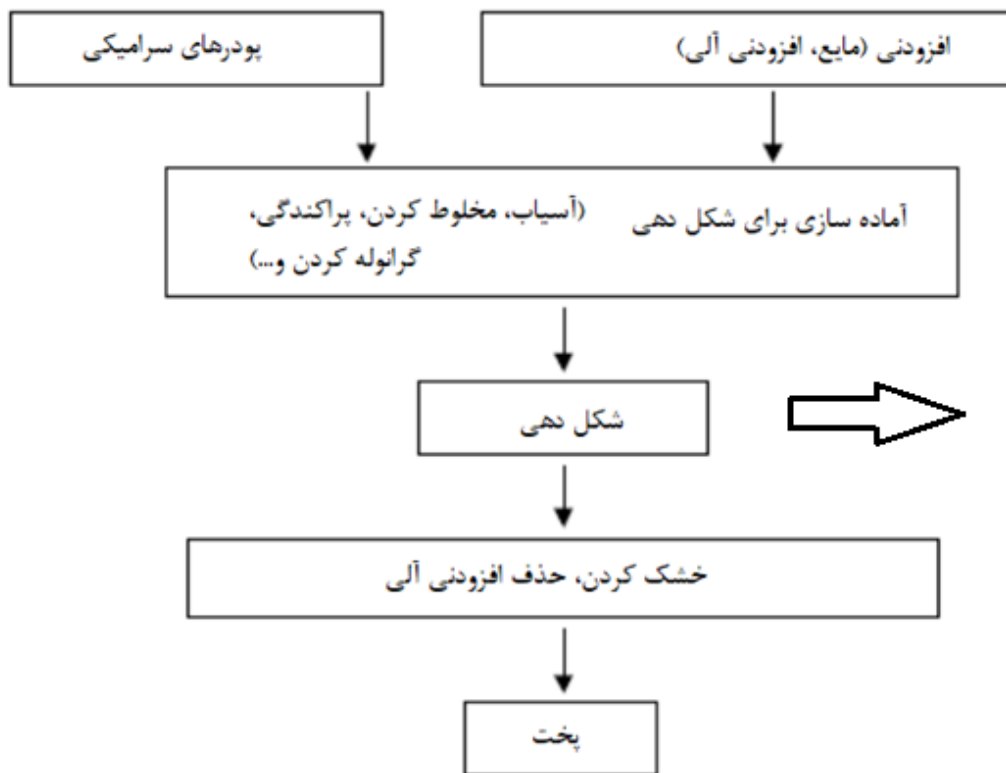 پودرهای سرامیکی
افزودنی (مایع، افزودنی آلی)
آماده سازی برای شکل دهی
(آسیاب، مخلوط کردن، پراکندگی،
گرانوله کردن و...)
شکل دهی
خشک کردن، حذف افزودنی آلی
پخت